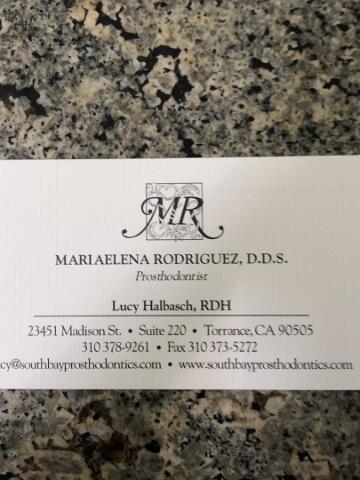 MR
MARIAELENA RODRIGUEZ, D.D.S.
Prosthodontist
Lucy Halbasch, RDH
23451 Madison St. • Suite 220 • Torrance, CA 90505
310 378-9261 • Fax 310 373-5272
cy@southbayprosthodontics.com • www.southbayprosthodontics.com